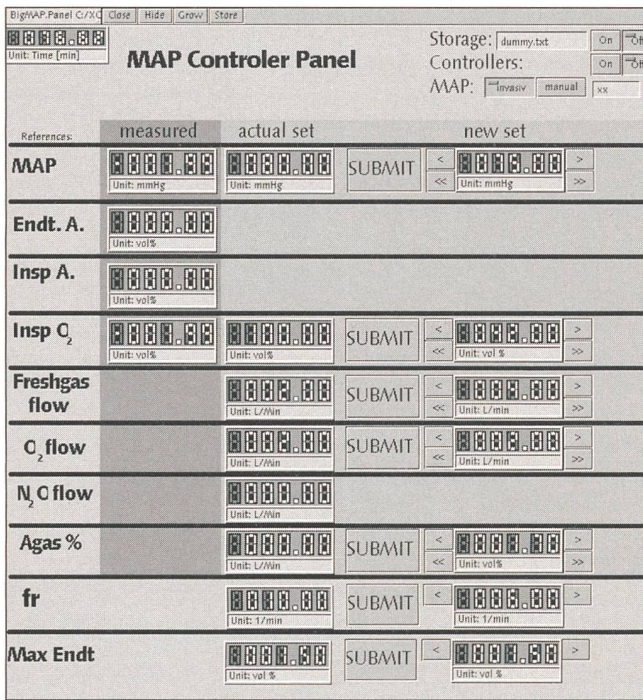 BigMAP.Panel C:/XC Close Hide Grow Store
Unit: Time [min]
MAP Controler Panel
Storage: dummy.txt On Off
Controllers: On Off
MAP: invasiv manual xx
References: measured actual set new set
MAP SUBMIT < >
Unit: mmHg Unit: mmHg << Unit: mmHg >>
Endt. A.
Unit: vol%
Insp A.
Unit: vol%
Insp O2 SUBMIT < >
Unit: vol% Unit: vol% << Unit: vol % >>
Freshgas flow SUBMIT < >
Unit: L/Min << Unit: L/min >>
O2 flow SUBMIT < >
Unit: L/Min << Unit: L/min >>
N2O flow
Unit: L/Min
Agas % SUBMIT < >
Unit: L/Min << Unit: vol% >>
fr SUBMIT < >
Unit: 1/min Unit: 1/min
Max Endt SUBMIT < >
Unit: vol % Unit: vol %